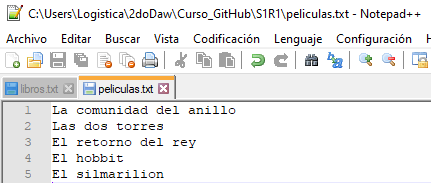 C:\Users\Logistica\2doDaw\Curso_GitHub\S1R1\peliculas.txt - Notepad++
Archivo Editar Buscar Vista Codificación Lenguaje Configuración H
libros.txt peliculas.txt
1 La comunidad del anillo
2 Las dos torres
3 El retorno del rey
4 El hobbit
5 El silmarilion